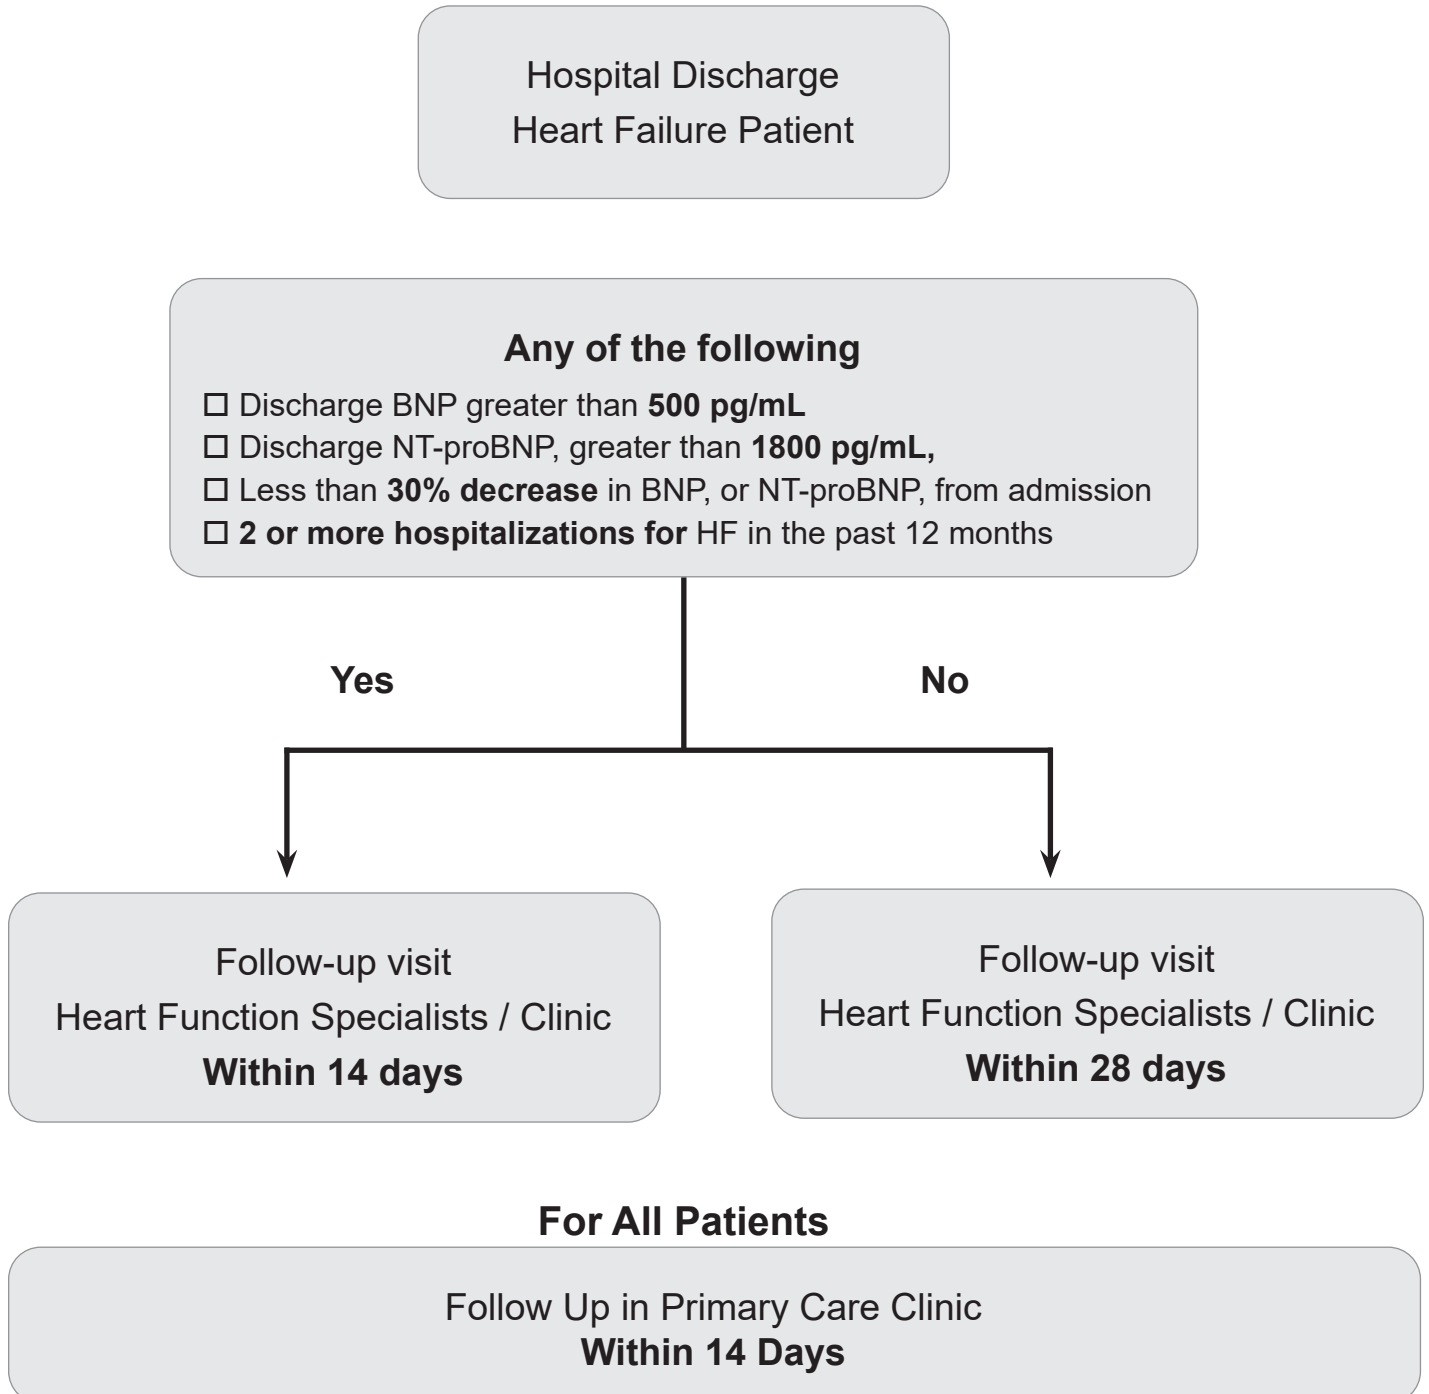 Hospital Discharge
Heart Failure Patient
Any of the following
☐ Discharge BNP greater than 500 pg/mL
☐ Discharge NT-proBNP, greater than 1800 pg/mL,
☐ Less than 30% decrease in BNP, or NT-proBNP, from admission
☐ 2 or more hospitalizations for HF in the past 12 months
Yes
No
Follow-up visit
Heart Function Specialists / Clinic
Within 14 days
Follow-up visit
Heart Function Specialists / Clinic
Within 28 days
For All Patients
Follow Up in Primary Care Clinic
Within 14 Days